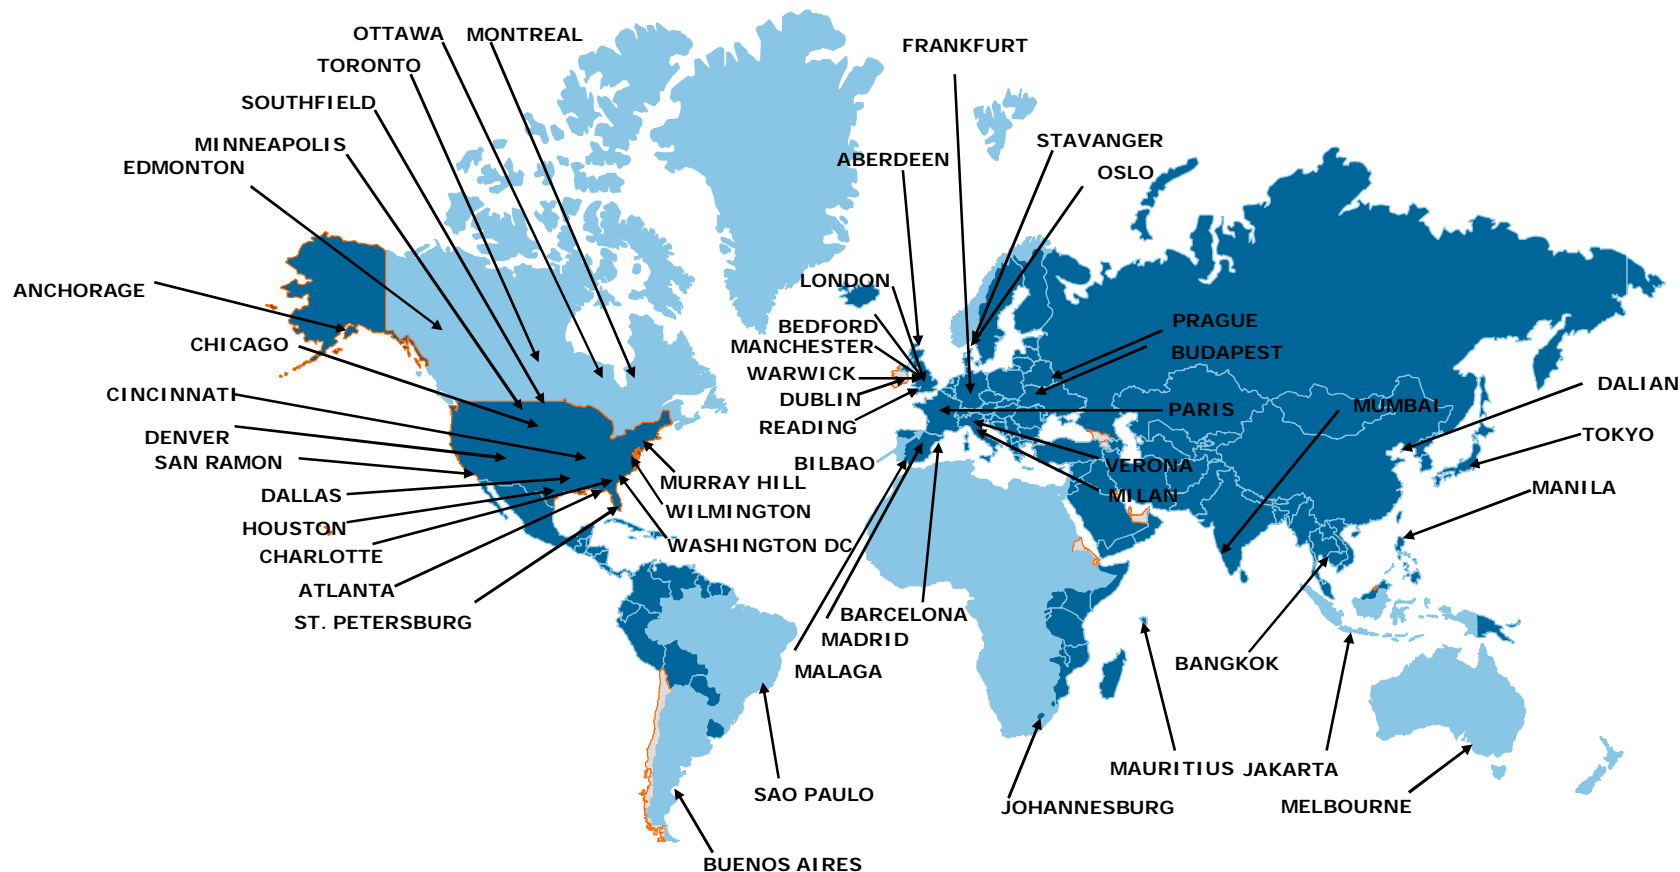 OTTAWA
MONTREAL
TORONTO
SOUTHFIELD
MINNEAPOLIS
EDMONTON
ANCHORAGE
CHICAGO
CINCINNATI
DENVER
SAN RAMON
DALLAS
HOUSTON
CHARLOTTE
ATLANTA
ST. PETERSBURG
MURRAY HILL
WILMINGTON
WASHINGTON DC
FRANKFURT
STAVANGER
ABERDEEN
OSLO
LONDON
BEDFORD
MANCHESTER
WARWICK
DUBLIN
READING
BILBAO
PRAGUE
BUDAPEST
PARIS
VERONA
MILAN
BARCELONA
MADRID
MALAGA
MUMBAI
DALIAN
TOKYO
MANILA
BANGKOK
MAURITIUS
JAKARTA
JOHANNESBURG
MELBOURNE
SAO PAULO
BUENOS AIRES